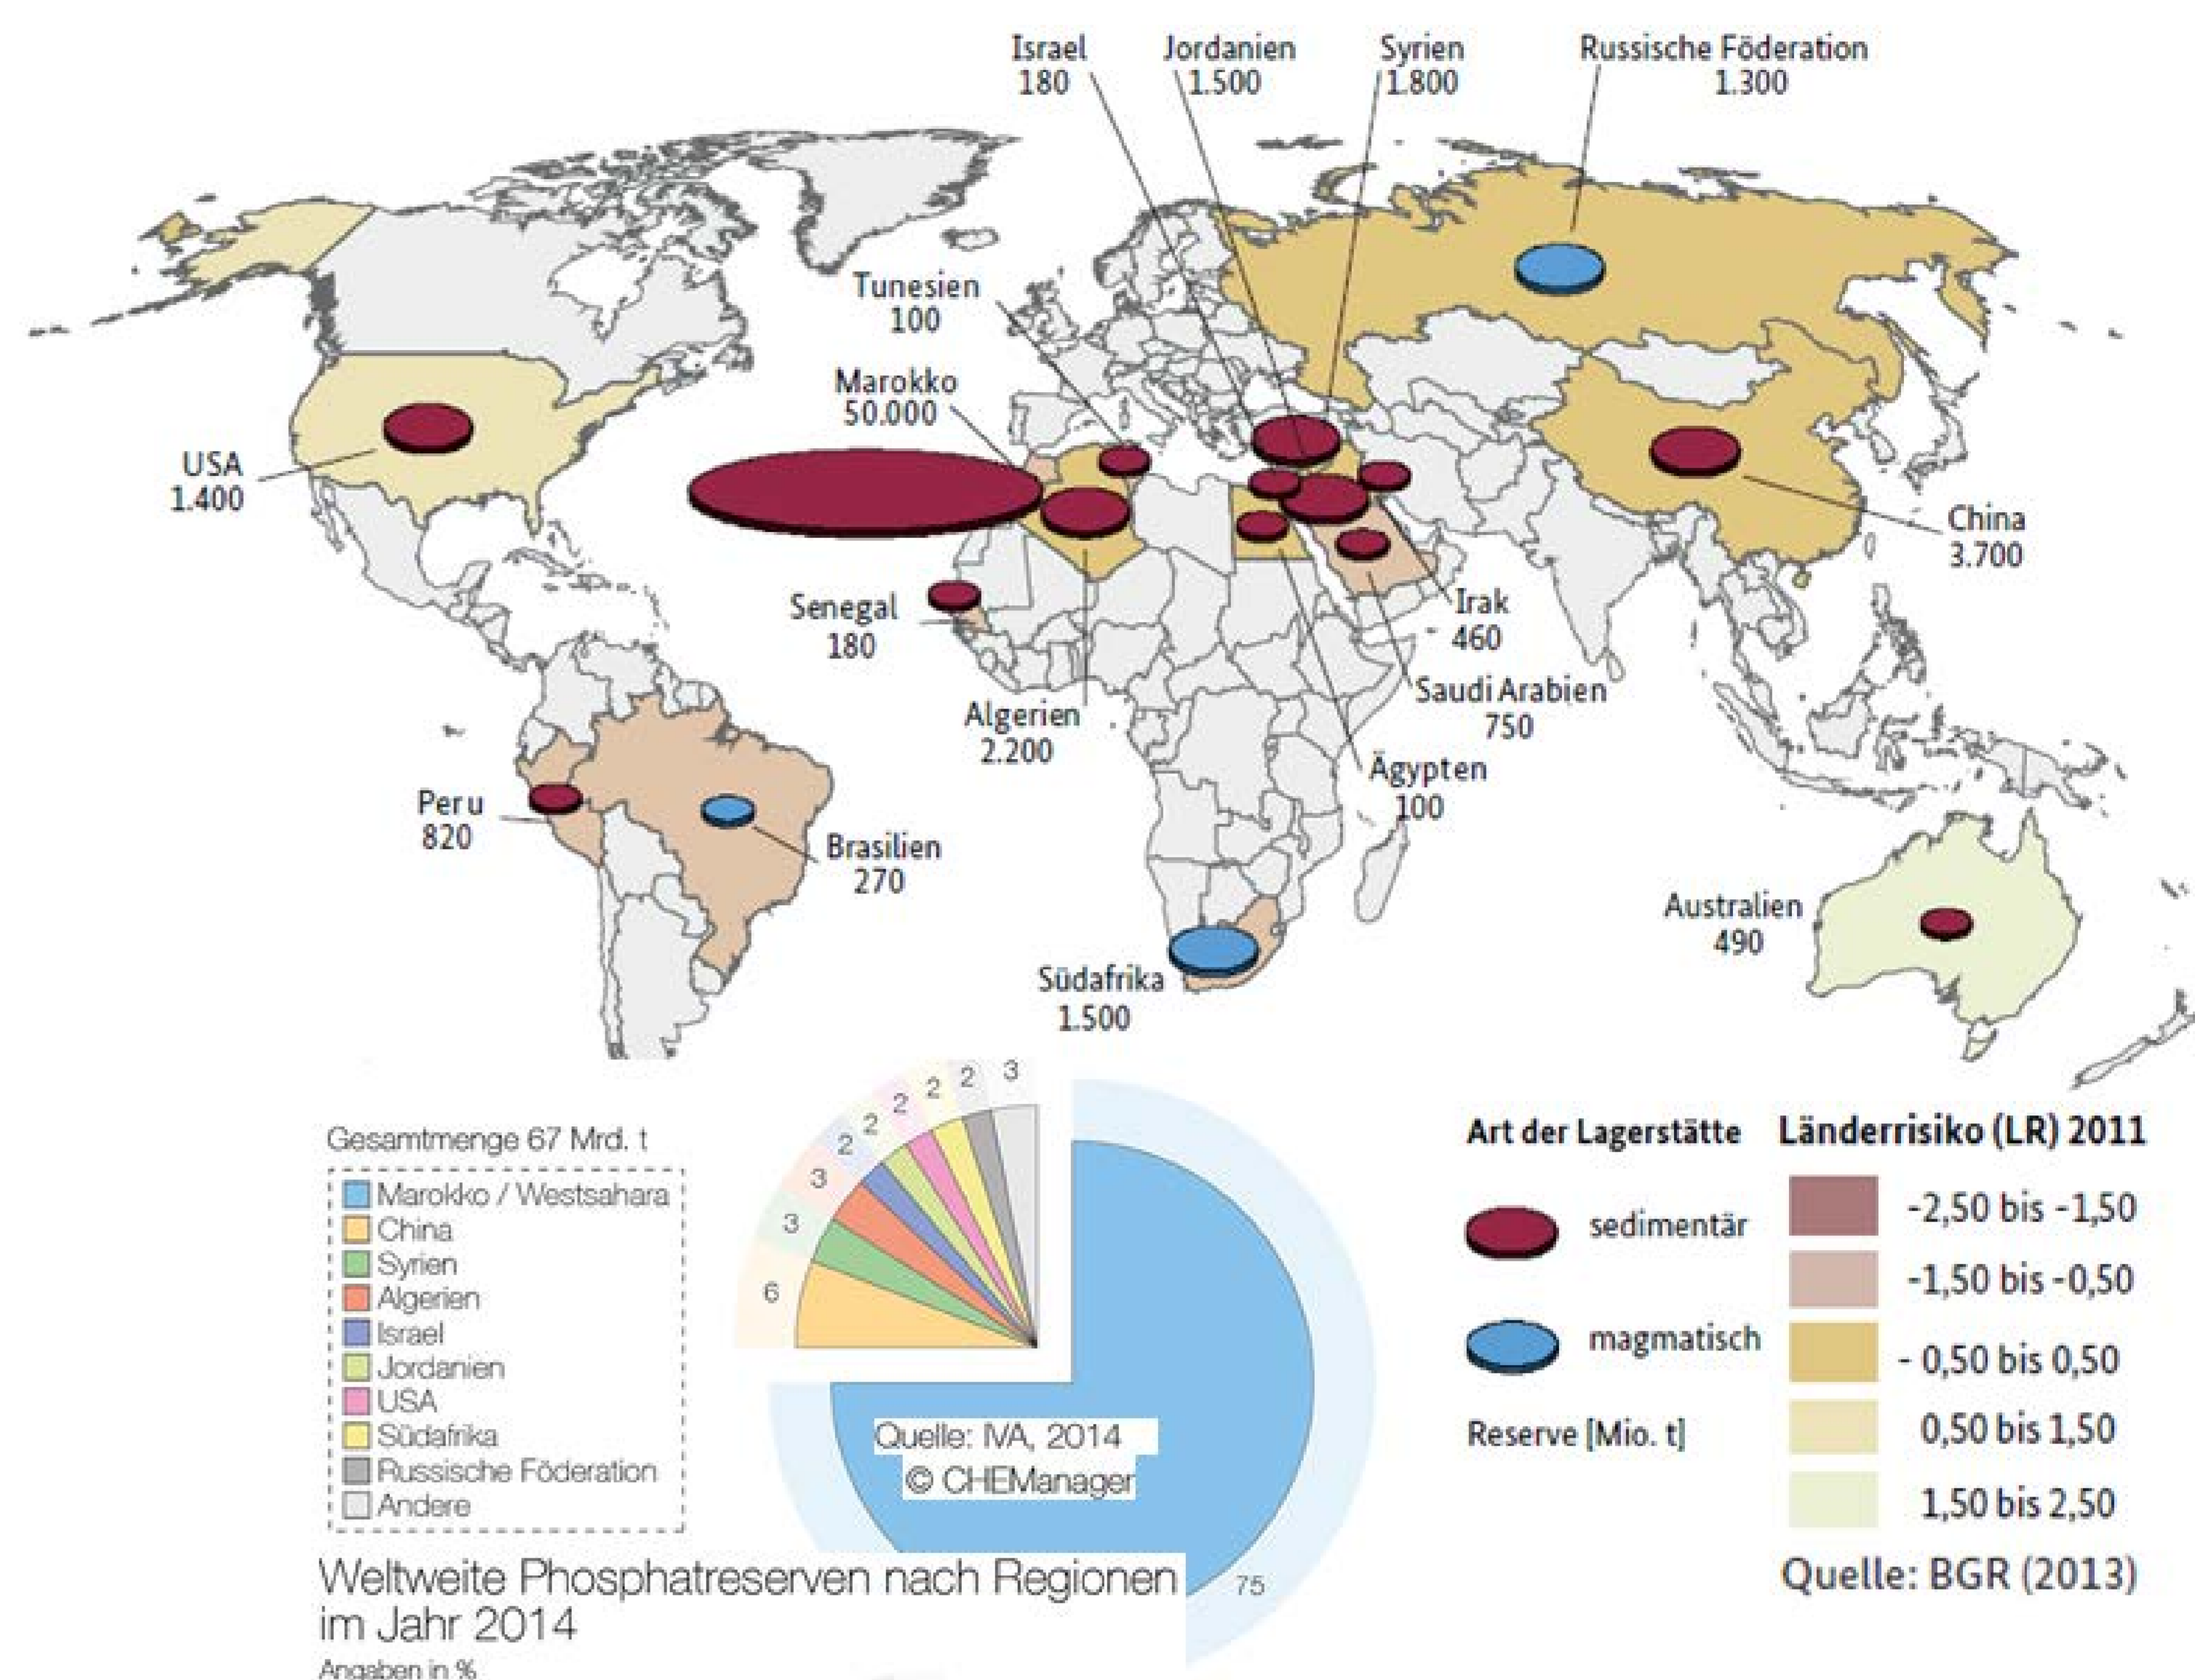 Israel
180
Jordanien
1.500
Syrien
1.800
Russische Föderation
1.300
Tunesien
100
Marokko
50.000
USA
1.400
China
3.700
Senegal
180
Irak
460
Saudi Arabien
750
Algerien
2.200
Ägypten
100
Peru
820
Brasilien
270
Australien
490
Südafrika
1.500
Gesamtmenge 67 Mrd. t
Marokko / Westsahara
China
Syrien
Algerien
Israel
Jordanien
USA
Südafrika
Russische Föderation
Andere
6
3
3
2
2
2
2
2
3
75
Quelle: IVA, 2014
© CHEManager
Weltweite Phosphatreserven nach Regionen
im Jahr 2014
Angaben in %
Art der Lagerstätte
sedimentär
magmatisch
Reserve [Mio. t]
Länderrisiko (LR) 2011
-2,50 bis -1,50
-1,50 bis -0,50
- 0,50 bis 0,50
0,50 bis 1,50
1,50 bis 2,50
Quelle: BGR (2013)